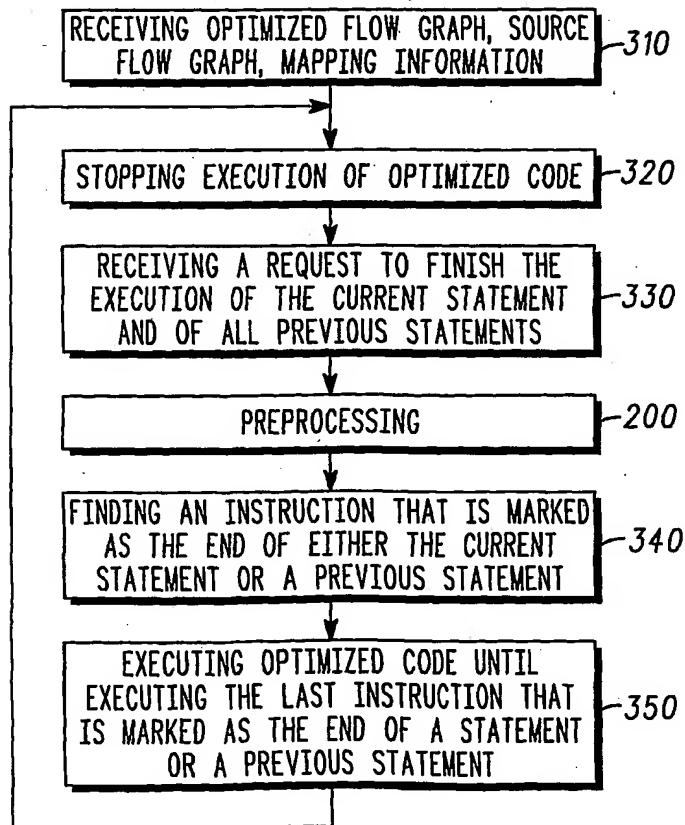 RECEIVING OPTIMIZED FLOW GRAPH, SOURCE
FLOW GRAPH, MAPPING INFORMATION
310
STOPPING EXECUTION OF OPTIMIZED CODE
320
RECEIVING A REQUEST TO FINISH THE
EXECUTION OF THE CURRENT STATEMENT
AND OF ALL PREVIOUS STATEMENTS
330
PREPROCESSING
200
FINDING AN INSTRUCTION THAT IS MARKED
AS THE END OF EITHER THE CURRENT
STATEMENT OR A PREVIOUS STATEMENT
340
EXECUTING OPTIMIZED CODE UNTIL
EXECUTING THE LAST INSTRUCTION THAT
IS MARKED AS THE END OF A STATEMENT
OR A PREVIOUS STATEMENT
350